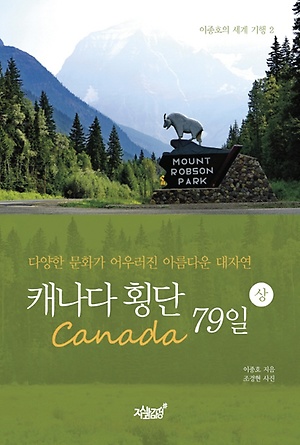 이종호의 세계 기행 2
MOUNT
ROBSON
PARK
다양한 문화가 어우러진 아름다운 대자연
캐나다 횡단
Canada 79일
상
이종호 지음
조경현 사진
지식과감성#